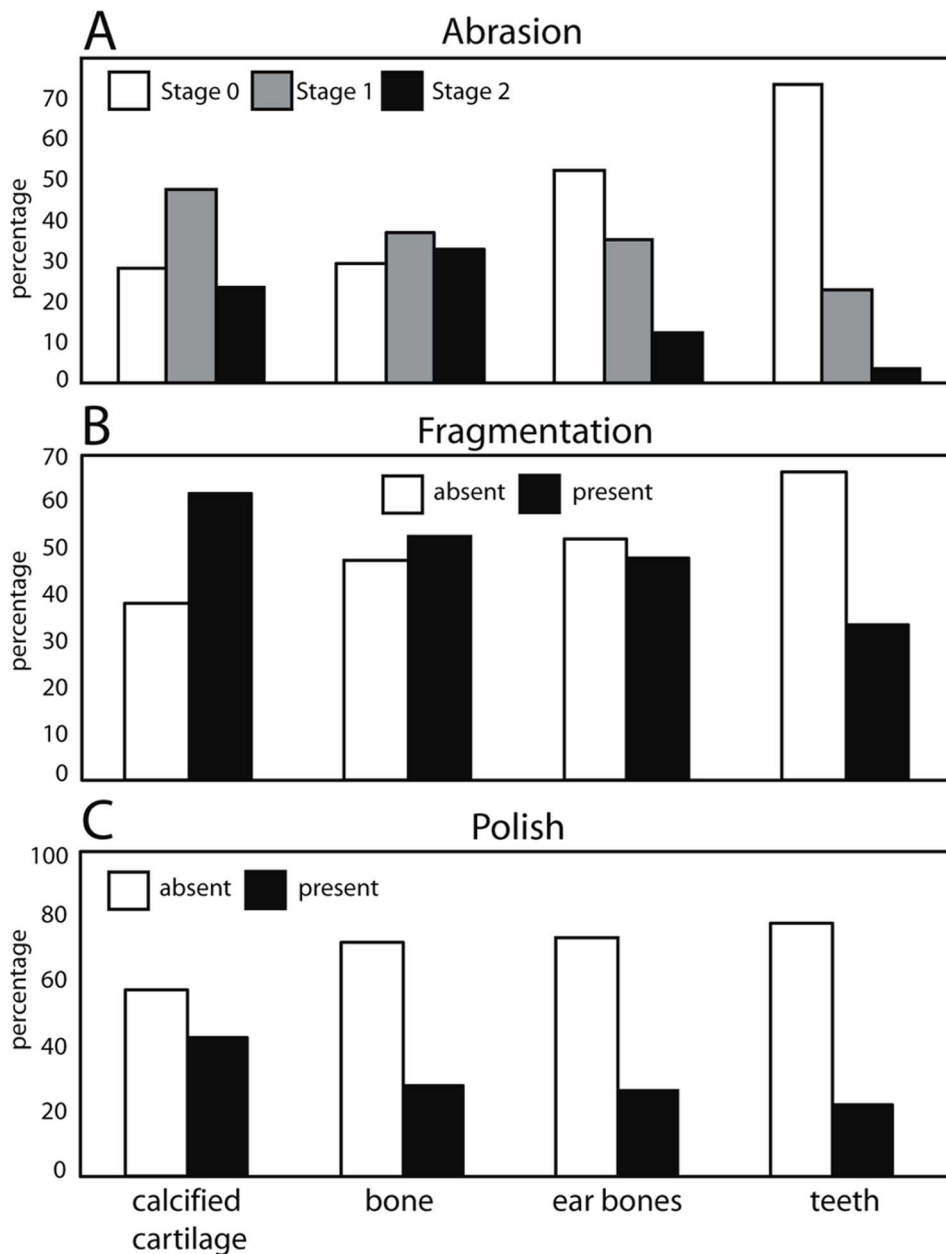 A
Abrasion
Stage 0 Stage 1 Stage 2
percentage
70
60
50
40
30
20
10
0
B
Fragmentation
absent present
percentage
70
60
50
40
30
20
10
0
C
Polish
absent present
percentage
100
80
60
40
20
0
calcified
cartilage
bone
ear bones
teeth